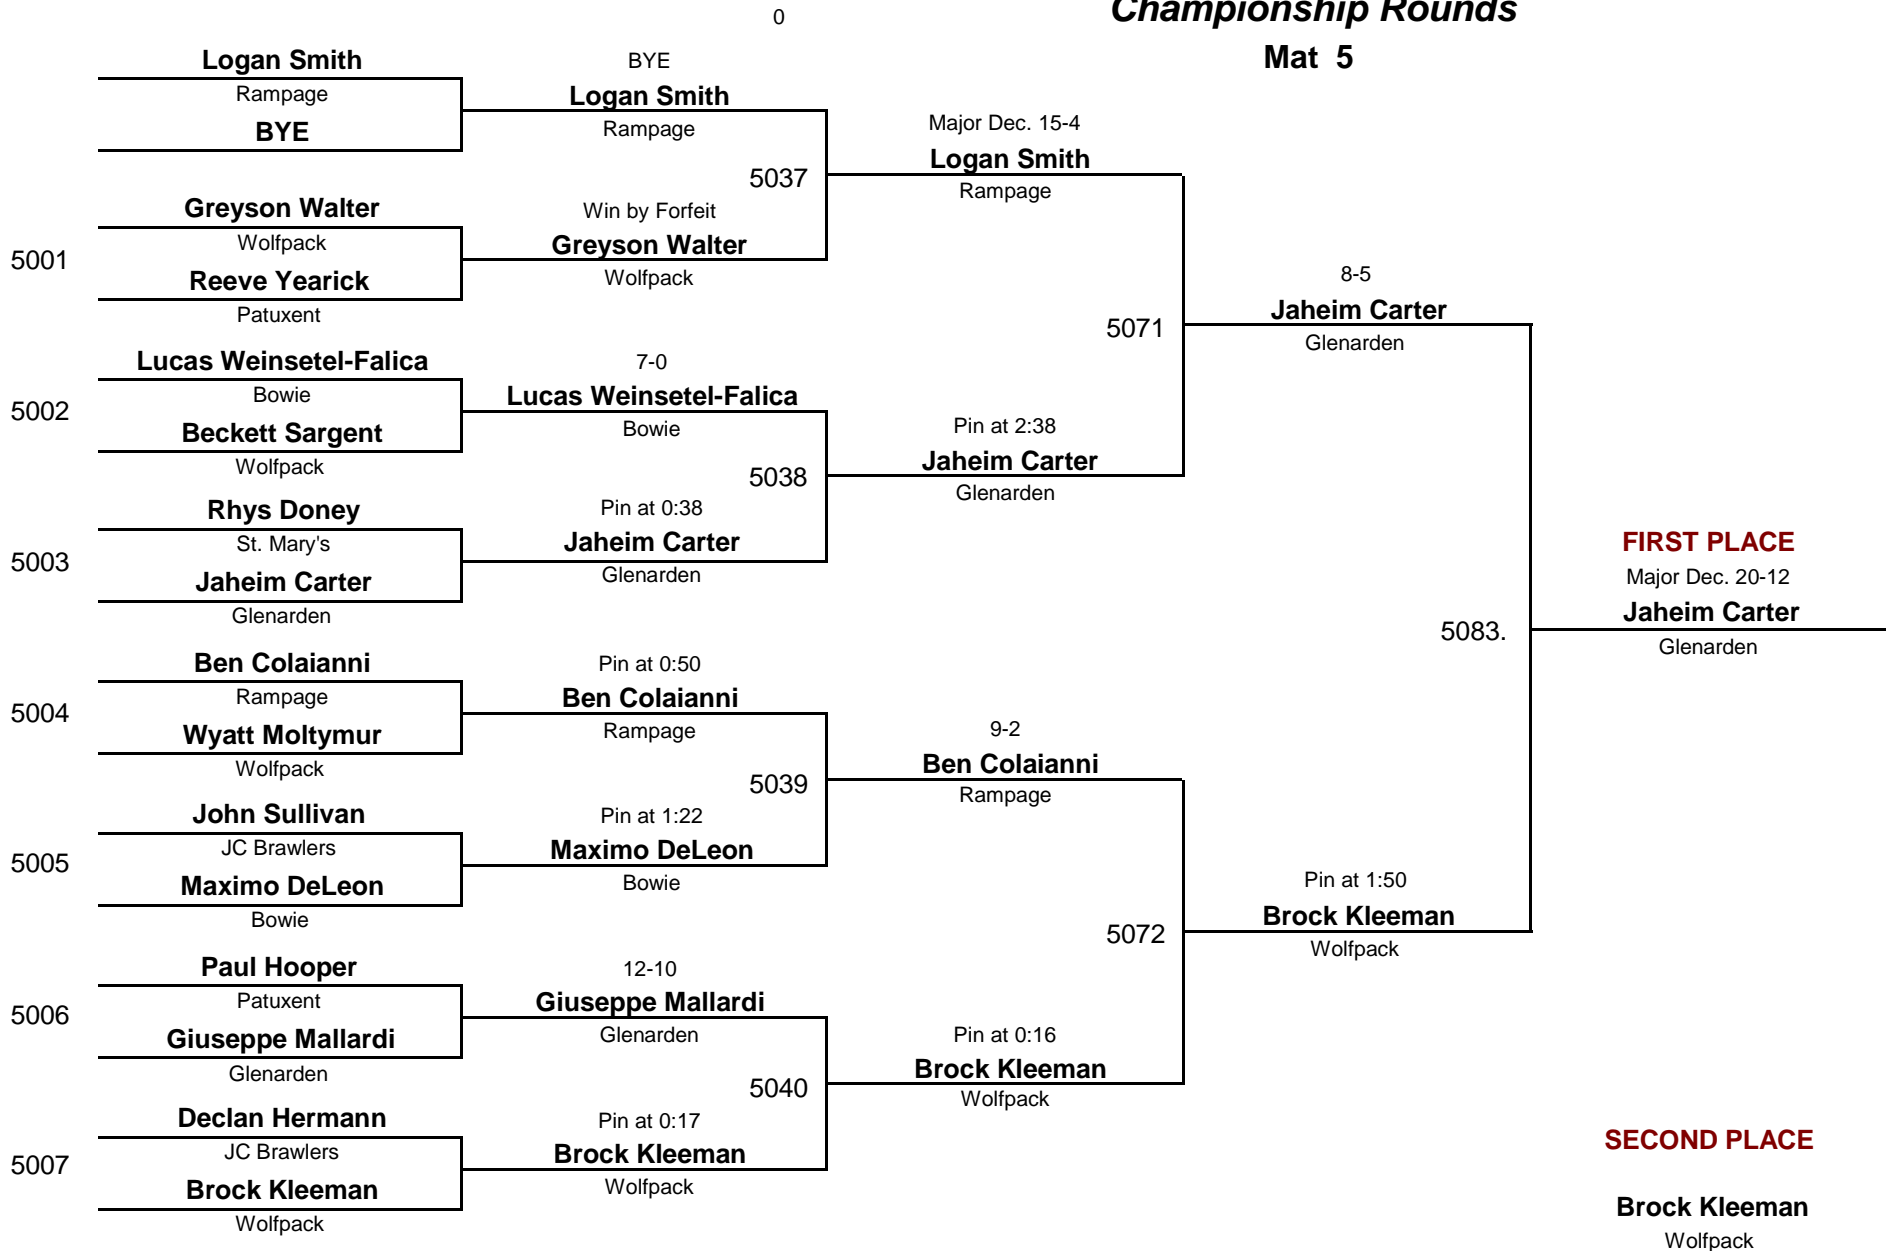 0
Championship Rounds
Mat 5
Logan Smith
Rampage
BYE
5001
Greyson Walter
Wolfpack
Reeve Yearick
Patuxent
5002
Lucas Weinsetel-Falica
Bowie
Beckett Sargent
Wolfpack
5003
Rhys Doney
St. Mary's
Jaheim Carter
Glenarden
5004
Ben Colaianni
Rampage
Wyatt Moltymur
Wolfpack
5005
John Sullivan
JC Brawlers
Maximo DeLeon
Bowie
5006
Paul Hooper
Patuxent
Giuseppe Mallardi
Glenarden
5007
Declan Hermann
JC Brawlers
Brock Kleeman
Wolfpack
BYE
Logan Smith
Rampage
5037
Win by Forfeit
Greyson Walter
Wolfpack
7-0
Lucas Weinsetel-Falica
Bowie
5038
Pin at 0:38
Jaheim Carter
Glenarden
Pin at 0:50
Ben Colaianni
Rampage
5039
Pin at 1:22
Maximo DeLeon
Bowie
12-10
Giuseppe Mallardi
Glenarden
5040
Pin at 0:17
Brock Kleeman
Wolfpack
Major Dec. 15-4
Logan Smith
Rampage
5071
Pin at 2:38
Jaheim Carter
Glenarden
9-2
Ben Colaianni
Rampage
5072
Pin at 0:16
Brock Kleeman
Wolfpack
8-5
Jaheim Carter
Glenarden
5083.
Pin at 1:50
Brock Kleeman
Wolfpack
FIRST PLACE
Major Dec. 20-12
Jaheim Carter
Glenarden
SECOND PLACE
Brock Kleeman
Wolfpack